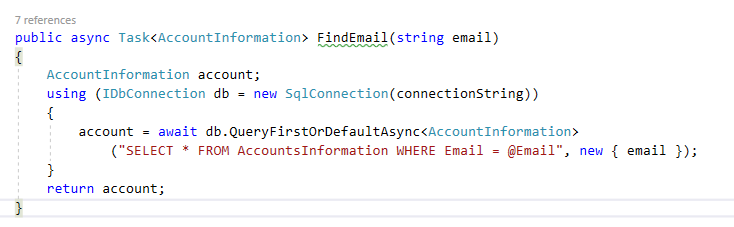 7 references
public async Task<AccountInformation> FindEmail(string email)
{
AccountInformation account;
using (IDbConnection db = new SqlConnection(connectionString))
{
account = await db.QueryFirstOrDefaultAsync<AccountInformation>
("SELECT * FROM AccountsInformation WHERE Email = @Email", new { email });
}
return account;
}